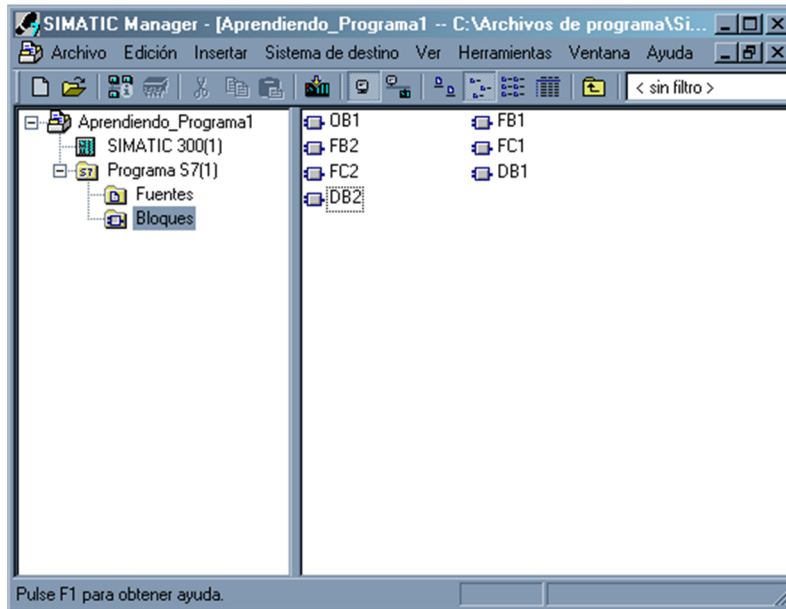 SIMATIC Manager - [Aprendiendo_Programa1 -- C:\Archivos de programa\Si...
Archivo Edición Insertar Sistema de destino Ver Herramientas Ventana Ayuda
< sin filtro >
Aprendiendo_Programa1
SIMATIC 300(1)
Programa S7(1)
Fuentes
Bloques
OB1 FB1
FB2 FC1
FC2 DB1
DB2
Pulse F1 para obtener ayuda.